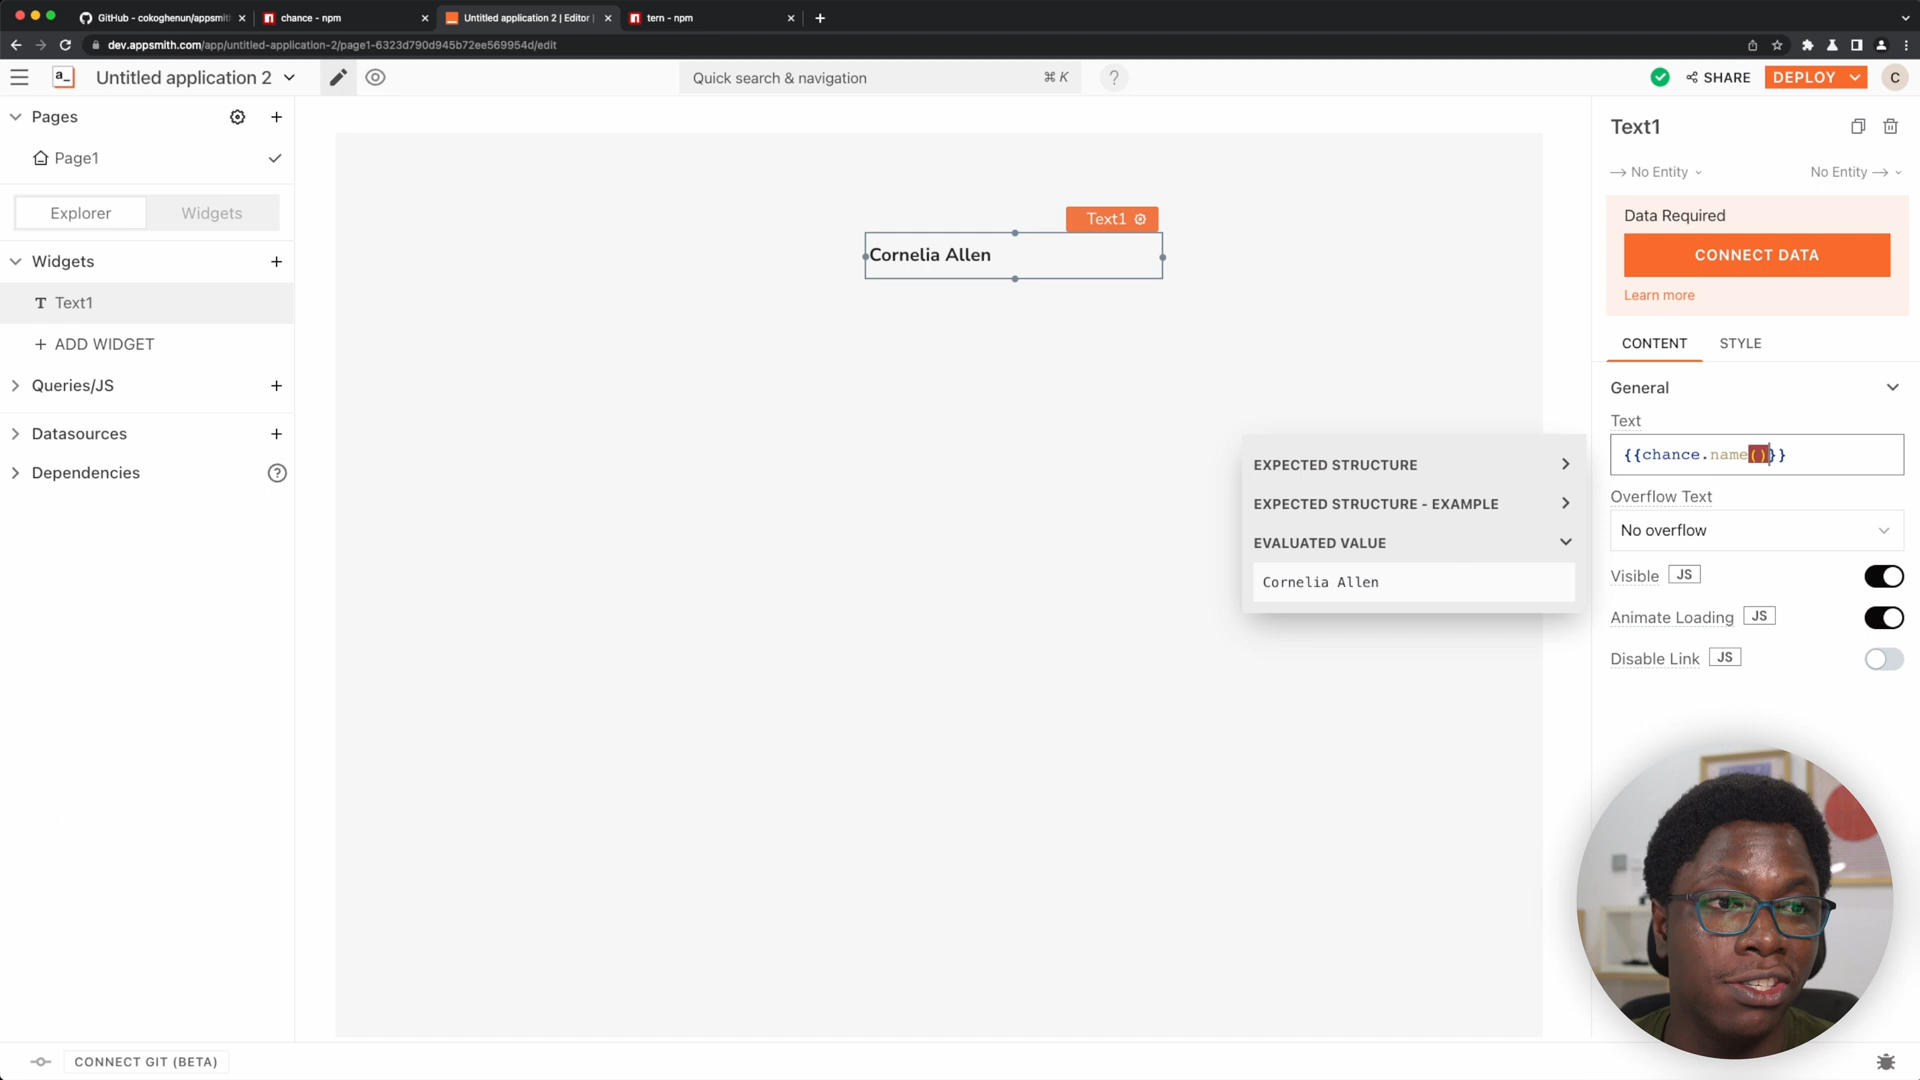 GitHub - cokoghenun/appsmith
chance - npm
Untitled application 2 | Editor |
tern - npm
dev.appsmith.com/app/untitled-application-2/page1-6323d790d945b72ee569954d/edit
a_
Untitled application 2
Quick search & navigation
⌘ K
?
SHARE
DEPLOY
C
Pages
Page1
Explorer
Widgets
Widgets
Text1
ADD WIDGET
Queries/JS
Datasources
Dependencies
?
Text1
Cornelia Allen
EXPECTED STRUCTURE
EXPECTED STRUCTURE - EXAMPLE
EVALUATED VALUE
Cornelia Allen
Text1
No Entity
No Entity
Data Required
CONNECT DATA
Learn more
CONTENT
STYLE
General
Text
{{chance.name()}}
Overflow Text
No overflow
Visible JS
Animate Loading JS
Disable Link JS
CONNECT GIT (BETA)